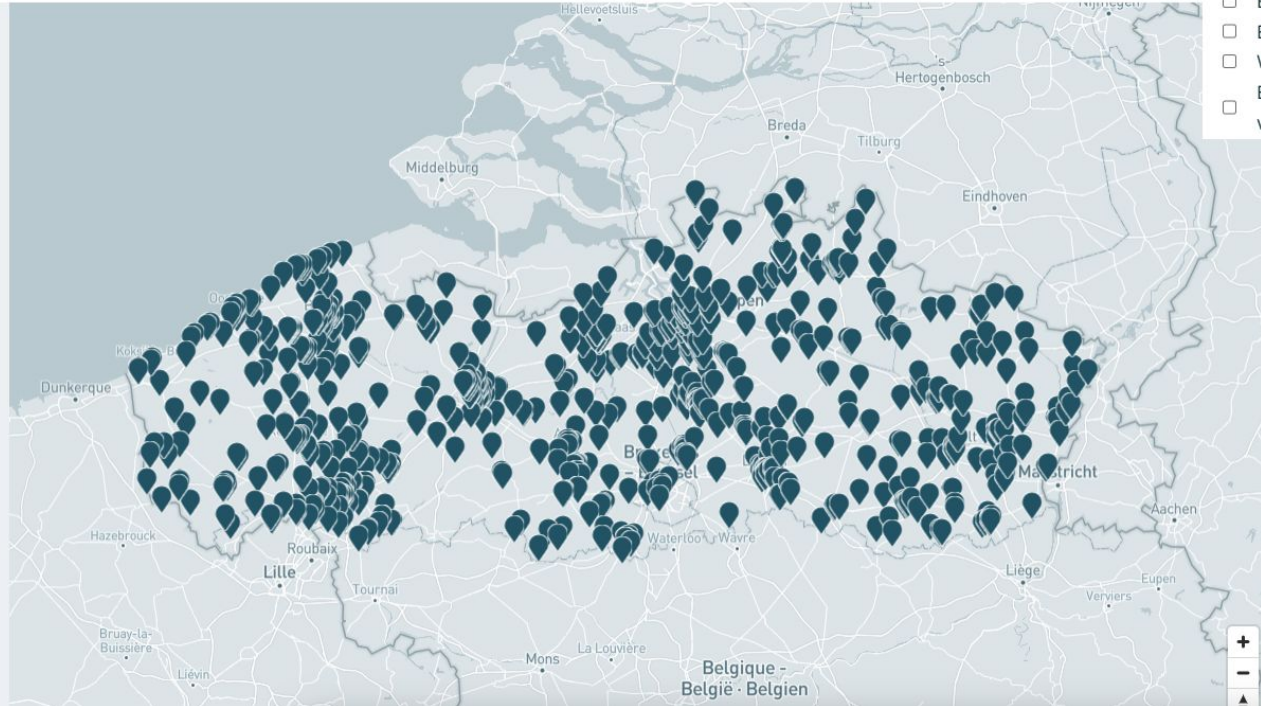 Hellevoetsluis
Nijmegen
's-
Hertogenbosch
Breda
Tilburg
Middelburg
Eindhoven
Dunkerque
Hazebrouck
Roubaix
Lille
Tournai
Waterloo
Wavre
Aachen
Liège
Eupen
Verviers
Bruay-la-
Buissière
Liévin
Mons
La Louvière
Belgique -
België · Belgien
+
−